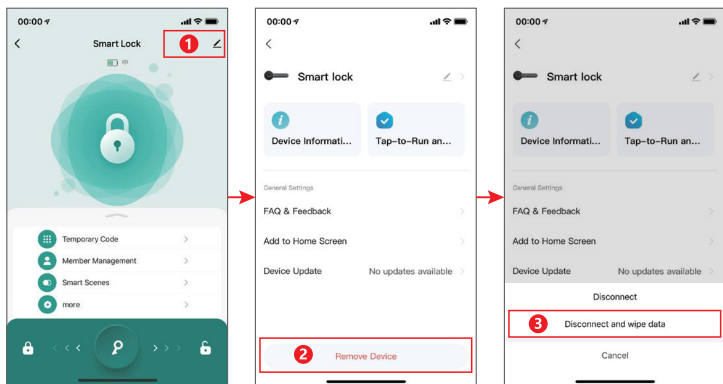 00:00
Smart Lock
1
Temporary Code
Member Management
Smart Scenes
more
00:00
Smart lock
Device Informati...
Tap-to-Run an...
General Settings
FAQ & Feedback
Add to Home Screen
Device Update No updates available
2 Remove Device
00:00
Smart lock
Device Informati...
Tap-to-Run an...
General Settings
FAQ & Feedback
Add to Home Screen
Device Update No updates available
Disconnect
3 Disconnect and wipe data
Cancel